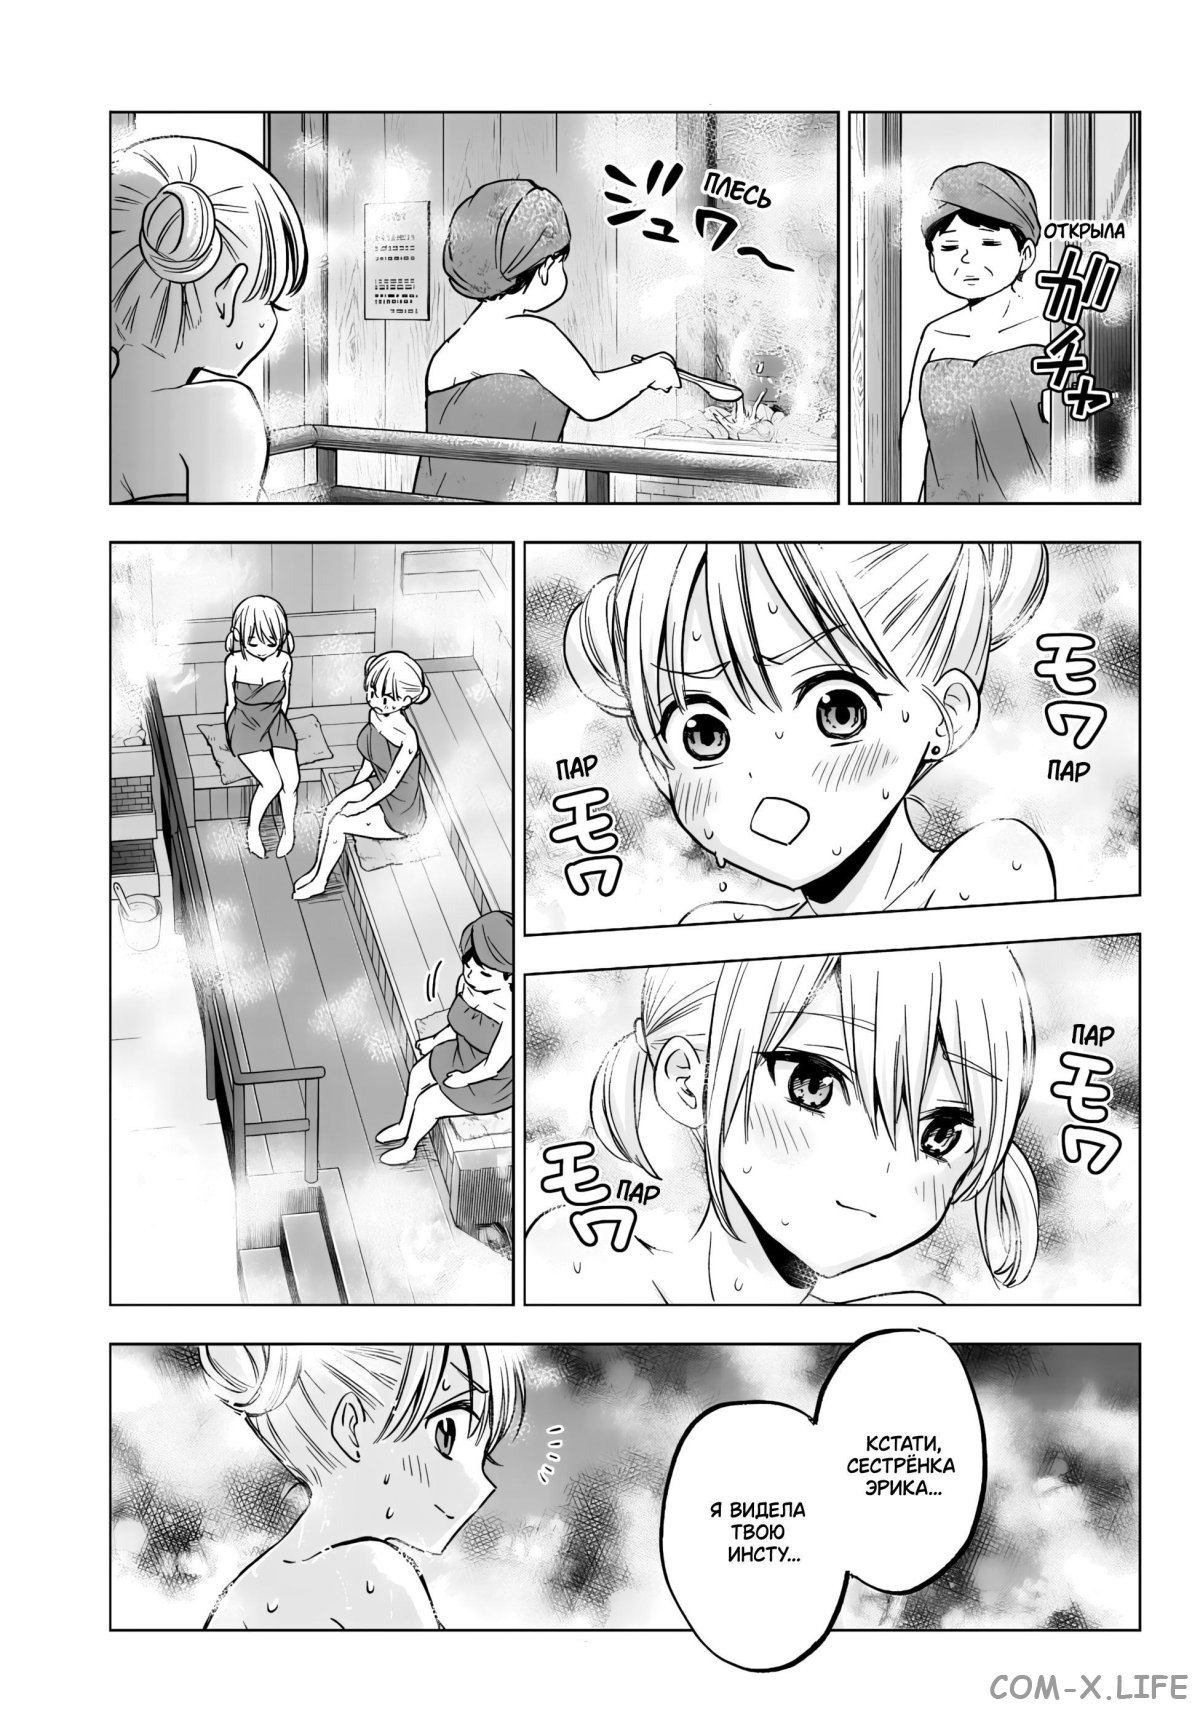 ОТКРЫЛА
ガチャ
ПЛЕСЬ
ジュワ～
モワ
ПАР
ПАР
モワ
ПАР
モワ
モワ
ПАР
КСТАТИ,
СЕСТРЁНКА
ЭРИКА...
Я ВИДЕЛА
ТВОЮ
ИНСТУ...
COM-X.LIFE